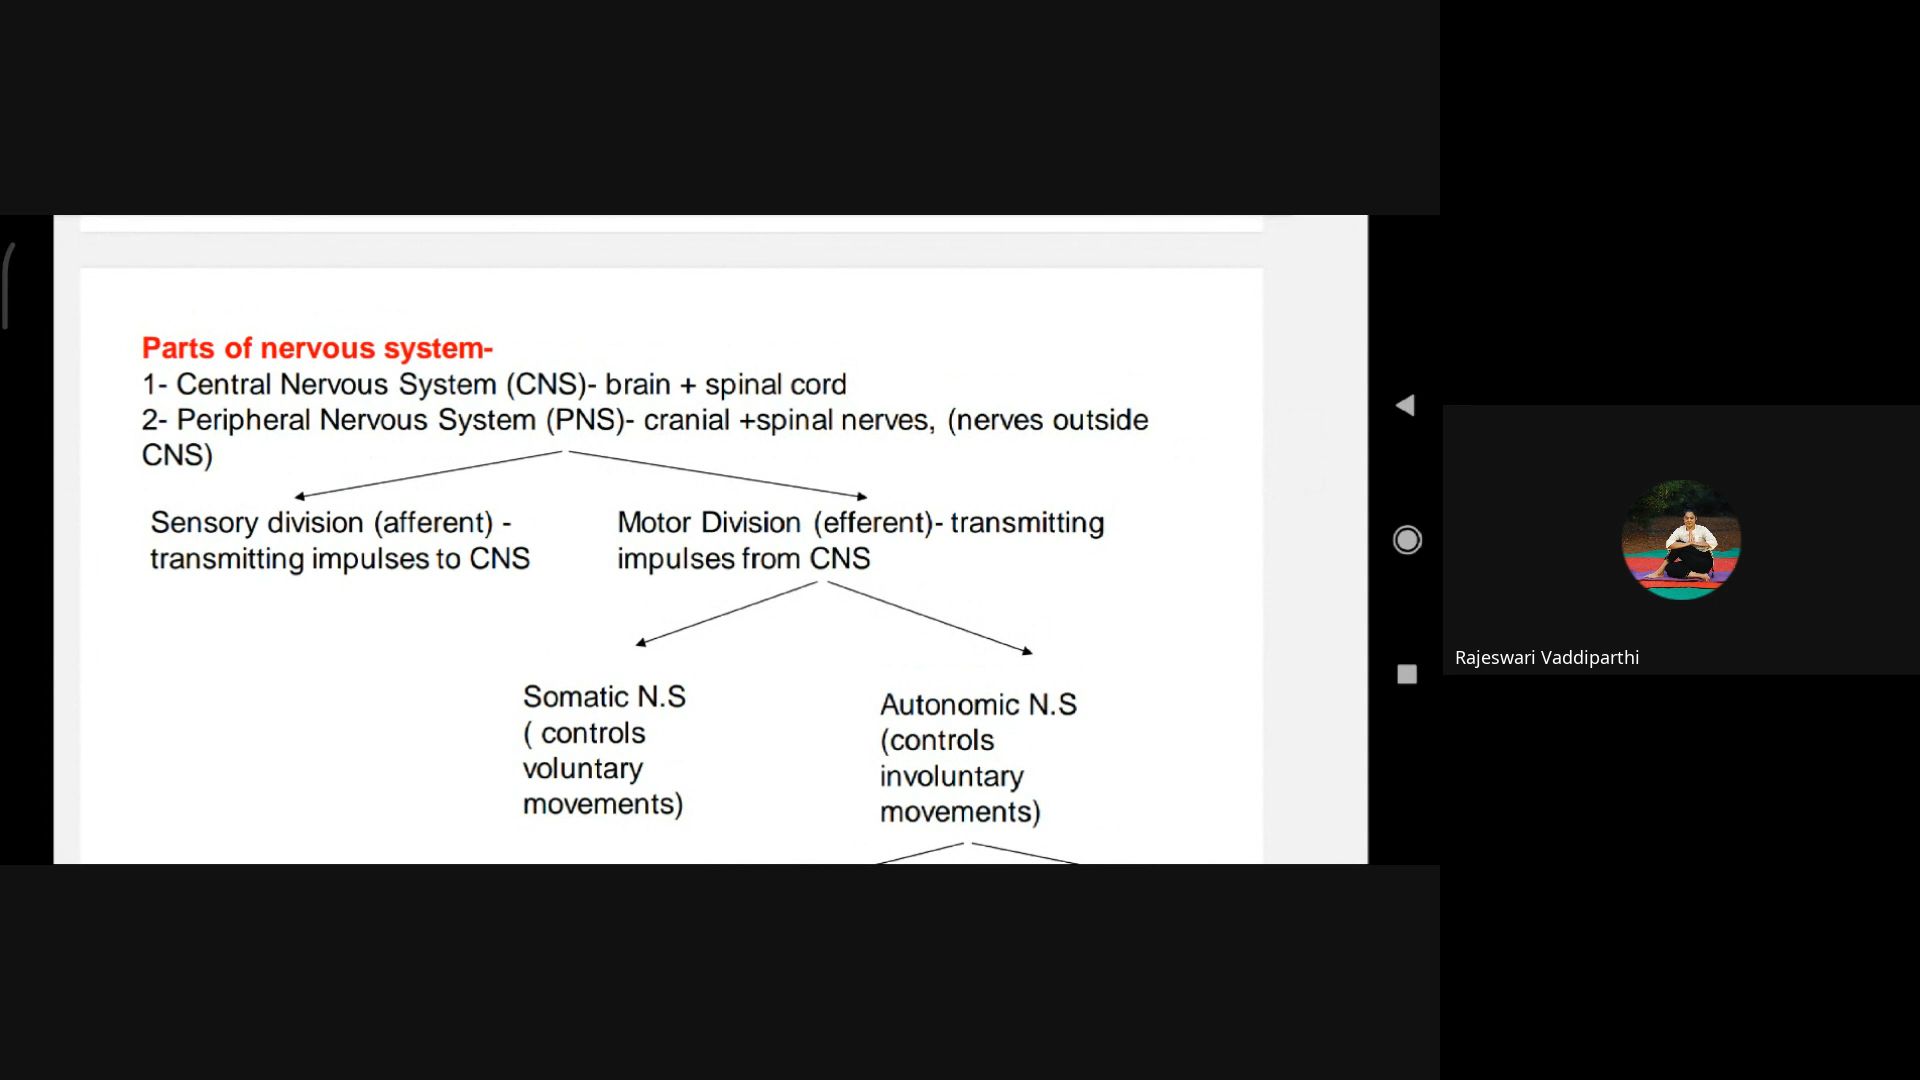 Parts of nervous system-
1- Central Nervous System (CNS)- brain + spinal cord
2- Peripheral Nervous System (PNS)- cranial +spinal nerves, (nerves outside
CNS)
Sensory division (afferent) -
transmitting impulses to CNS
Motor Division (efferent)- transmitting
impulses from CNS
Somatic N.S
( controls
voluntary
movements)
Autonomic N.S
(controls
involuntary
movements)
Rajeswari Vaddiparthi